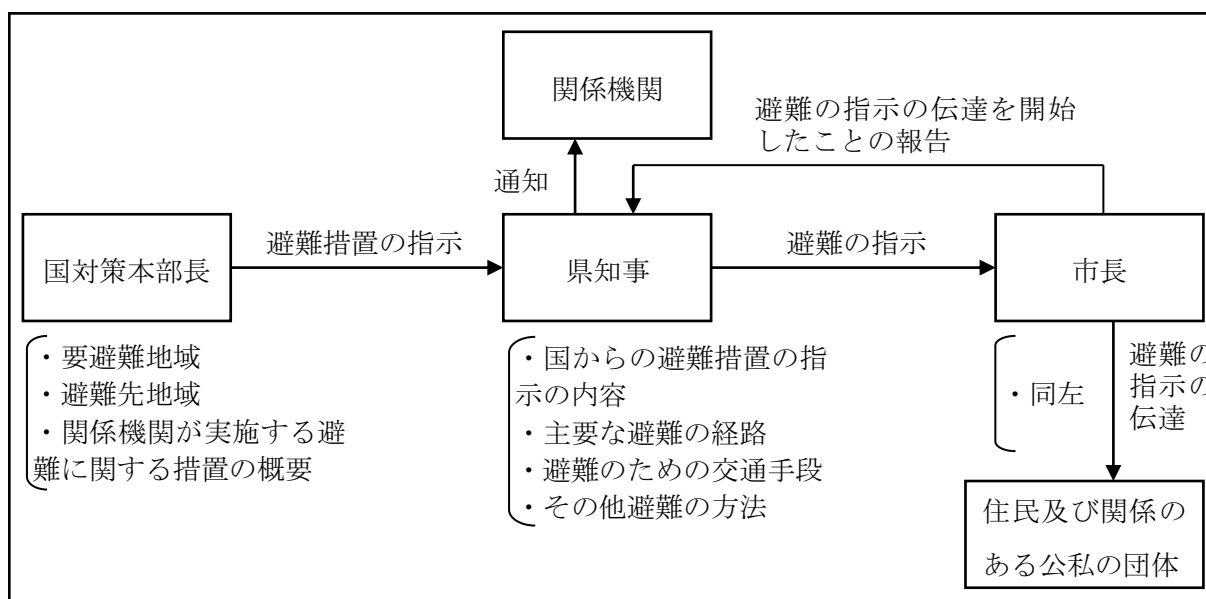 関係機関
避難の指示の伝達を開始
したことの報告
通知
国対策本部長
避難措置の指示
県知事
避難の指示
市長
・要避難地域
・避難先地域
・関係機関が実施する避
難に関する措置の概要
・国からの避難措置の指
示の内容
・主要な避難の経路
・避難のための交通手段
・その他避難の方法
・同左
避難の
指示の
伝達
住民及び関係の
ある公私の団体